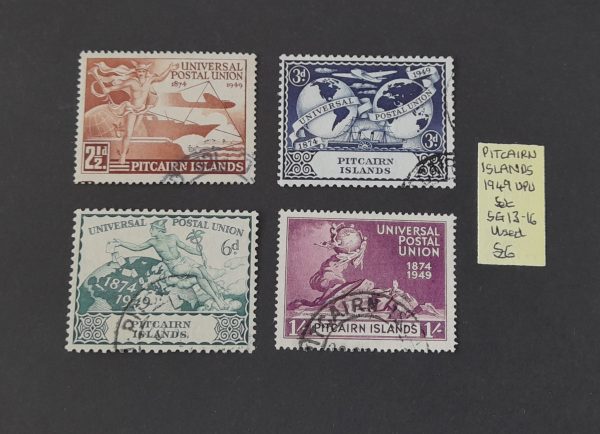 UNIVERSAL
POSTAL UNION
1874 1949
2½D.
PITCAIRN ISLANDS
3d
1949
UNIVERSAL POSTAL UNION
1874
3d
PITCAIRN
ISLANDS
UNIVERSAL POSTAL UNION
6d
1874
1949
PITCAIRN
ISLANDS.
UNIVERSAL
POSTAL
UNION
1874
1949
PITCAIRN
1/- PITCAIRN ISLANDS 1/-
PITCAIRN
ISLANDS
1949 UPU
Set
SG13-16
Used